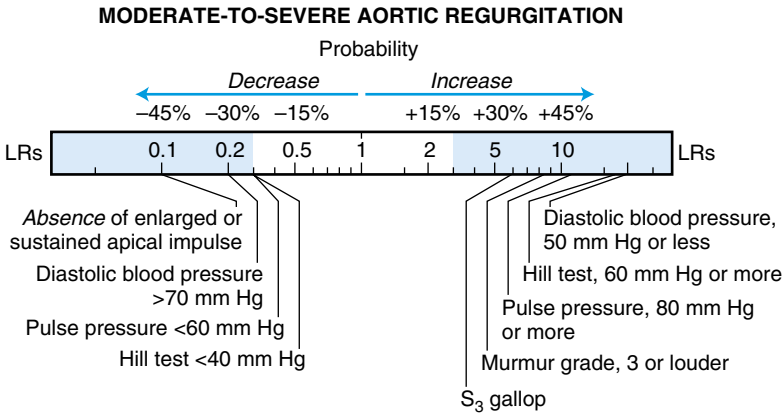 MODERATE-TO-SEVERE AORTIC REGURGITATION
Probability
Decrease Increase
–45% –30% –15% +15% +30% +45%
LRs 0.1 0.2 0.5 1 2 5 10 LRs
Absence of enlarged or
sustained apical impulse
Diastolic blood pressure
>70 mm Hg
Pulse pressure <60 mm Hg
Hill test <40 mm Hg
Diastolic blood pressure,
50 mm Hg or less
Hill test, 60 mm Hg or more
Pulse pressure, 80 mm Hg
or more
Murmur grade, 3 or louder
S3 gallop